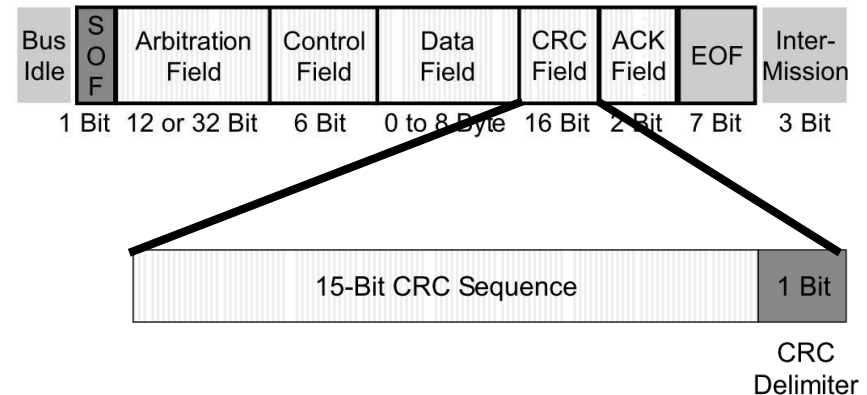 Bus
Idle
S
O
F
Arbitration
Field
Control
Field
Data
Field
CRC
Field
ACK
Field
EOF
Inter-
Mission
1 Bit
12 or 32 Bit
6 Bit
0 to 8 Byte
16 Bit
2 Bit
7 Bit
3 Bit
15-Bit CRC Sequence
1 Bit
CRC
Delimiter